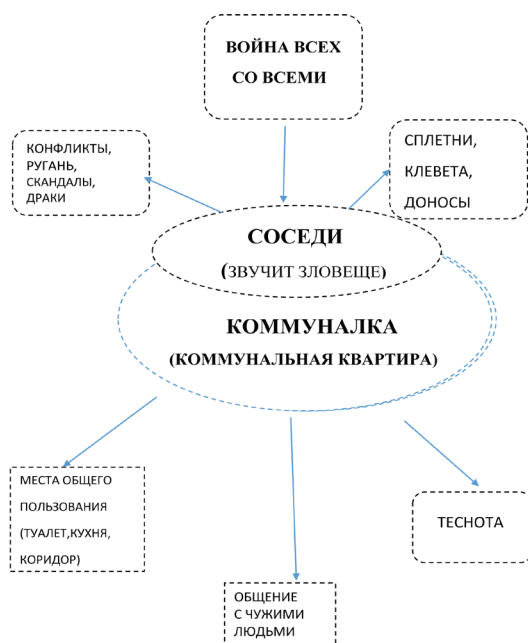 ВОЙНА ВСЕХ
СО ВСЕМИ
КОНФЛИКТЫ,
РУГАНЬ,
СКАНДАЛЫ,
ДРАКИ
СПЛЕТНИ,
КЛЕВЕТА,
ДОНОСЫ
СОСЕДИ
(ЗВУЧИТ ЗЛОВЕЩЕ)
КОММУНАЛКА
(КОММУНАЛЬНАЯ КВАРТИРА)
МЕСТА ОБЩЕГО
ПОЛЬЗОВАНИЯ
(ТУАЛЕТ,КУХНЯ,
КОРИДОР)
ТЕСНОТА
ОБЩЕНИЕ
С ЧУЖИМИ
ЛЮДЬМИ